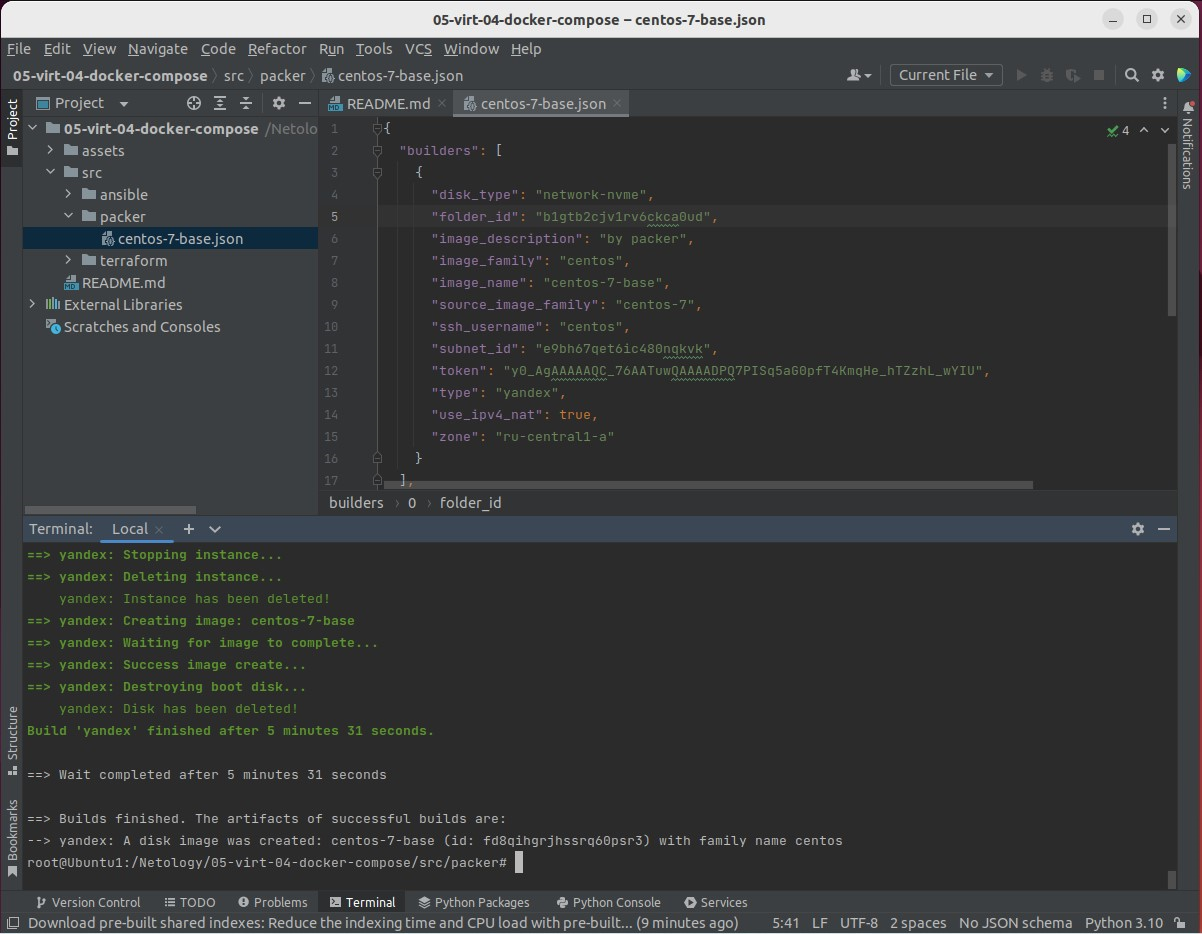 05-virt-04-docker-compose – centos-7-base.json
File Edit View Navigate Code Refactor Run Tools VCS Window Help
05-virt-04-docker-compose src packer centos-7-base.json Current File
Project
Project
README.md centos-7-base.json
Notifications
05-virt-04-docker-compose /Netolo
assets
src
ansible
packer
centos-7-base.json
terraform
README.md
External Libraries
Scratches and Consoles
4
1 {
2 "builders": [
3 {
4 "disk_type": "network-nvme",
5 "folder_id": "b1gtb2cjv1rv6ckca0ud",
6 "image_description": "by packer",
7 "image_family": "centos",
8 "image_name": "centos-7-base",
9 "source_image_family": "centos-7",
10 "ssh_username": "centos",
11 "subnet_id": "e9bh67qet6ic480nqkvk",
12 "token": "y0_AgAAAAAQC_76AATuwQAAAADPQ7PISq5aG0pfT4KmqHe_hTZzhL_wYIU",
13 "type": "yandex",
14 "use_ipv4_nat": true,
15 "zone": "ru-central1-a"
16 }
17 ],
builders 0 folder_id
Terminal: Local
==> yandex: Stopping instance...
==> yandex: Deleting instance...
yandex: Instance has been deleted!
==> yandex: Creating image: centos-7-base
==> yandex: Waiting for image to complete...
==> yandex: Success image create...
==> yandex: Destroying boot disk...
yandex: Disk has been deleted!
Build 'yandex' finished after 5 minutes 31 seconds.
==> Wait completed after 5 minutes 31 seconds
==> Builds finished. The artifacts of successful builds are:
--> yandex: A disk image was created: centos-7-base (id: fd8qihgrjhssrq60psr3) with family name centos
root@Ubuntu1:/Netology/05-virt-04-docker-compose/src/packer#
Structure
Bookmarks
Version Control TODO Problems Terminal Python Packages Python Console Services
Download pre-built shared indexes: Reduce the indexing time and CPU load with pre-built... (9 minutes ago) 5:41 LF UTF-8 2 spaces No JSON schema Python 3.10